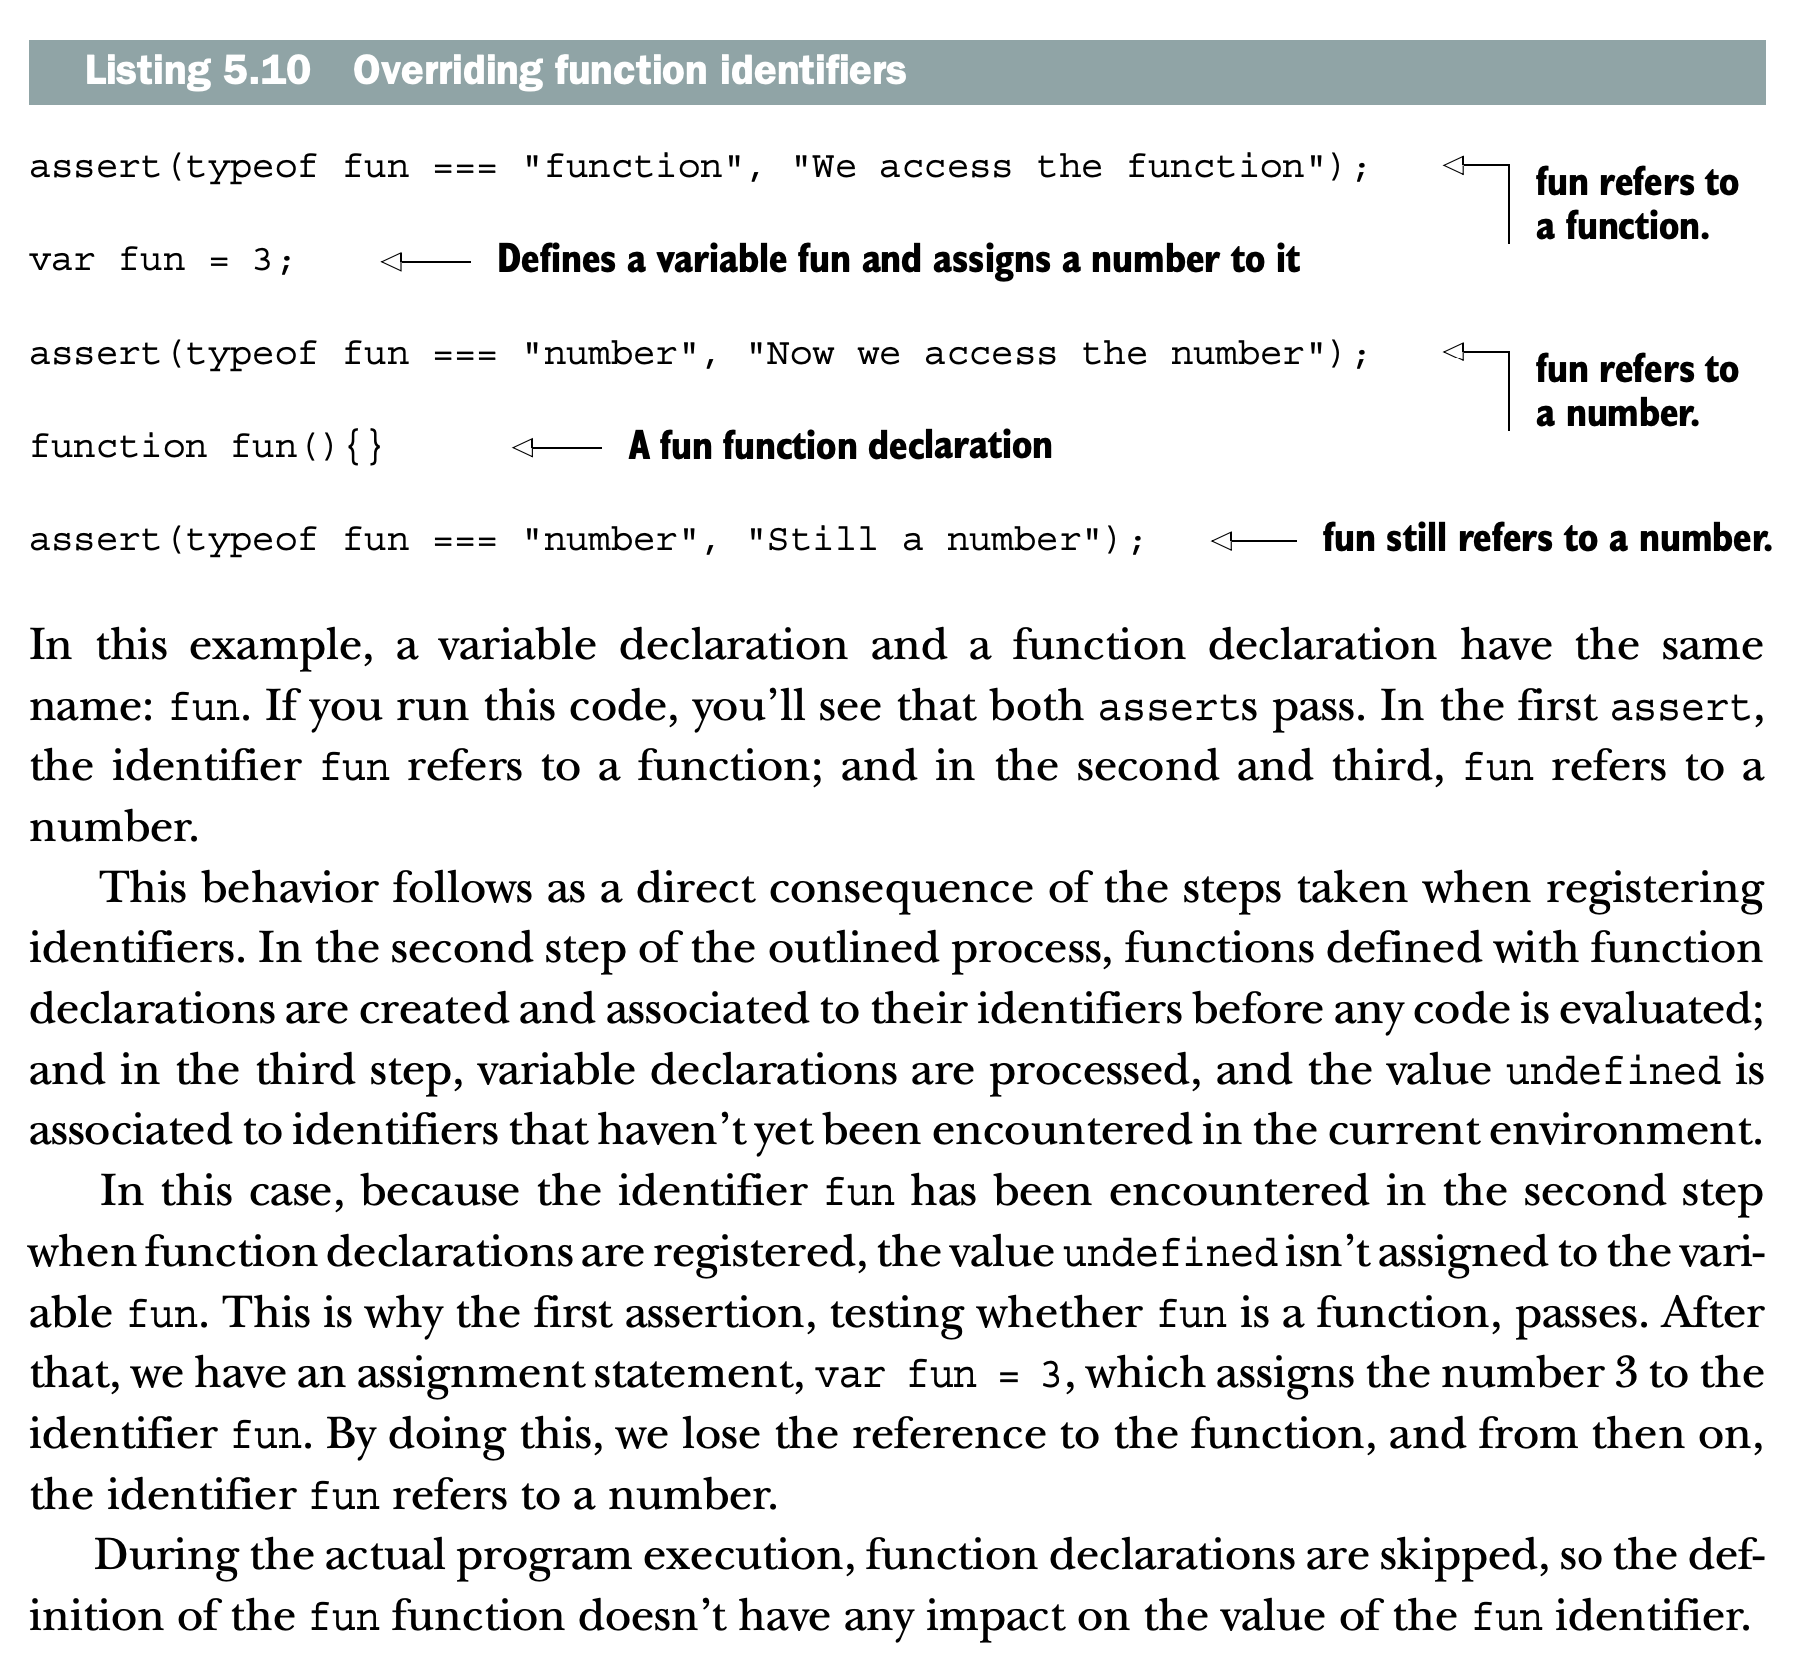 Listing 5.10 Overriding function identifiers
assert(typeof fun === "function", "We access the function");
fun refers to
a function.
var fun = 3;
Defines a variable fun and assigns a number to it
assert(typeof fun === "number", "Now we access the number");
fun refers to
a number.
function fun(){}
A fun function declaration
assert(typeof fun === "number", "Still a number");
fun still refers to a number.
In this example, a variable declaration and a function declaration have the same
name: fun. If you run this code, you’ll see that both asserts pass. In the first assert,
the identifier fun refers to a function; and in the second and third, fun refers to a
number.
This behavior follows as a direct consequence of the steps taken when registering
identifiers. In the second step of the outlined process, functions defined with function
declarations are created and associated to their identifiers before any code is evaluated;
and in the third step, variable declarations are processed, and the value undefined is
associated to identifiers that haven’t yet been encountered in the current environment.
In this case, because the identifier fun has been encountered in the second step
when function declarations are registered, the value undefined isn’t assigned to the vari-
able fun. This is why the first assertion, testing whether fun is a function, passes. After
that, we have an assignment statement, var fun = 3, which assigns the number 3 to the
identifier fun. By doing this, we lose the reference to the function, and from then on,
the identifier fun refers to a number.
During the actual program execution, function declarations are skipped, so the def-
inition of the fun function doesn’t have any impact on the value of the fun identifier.